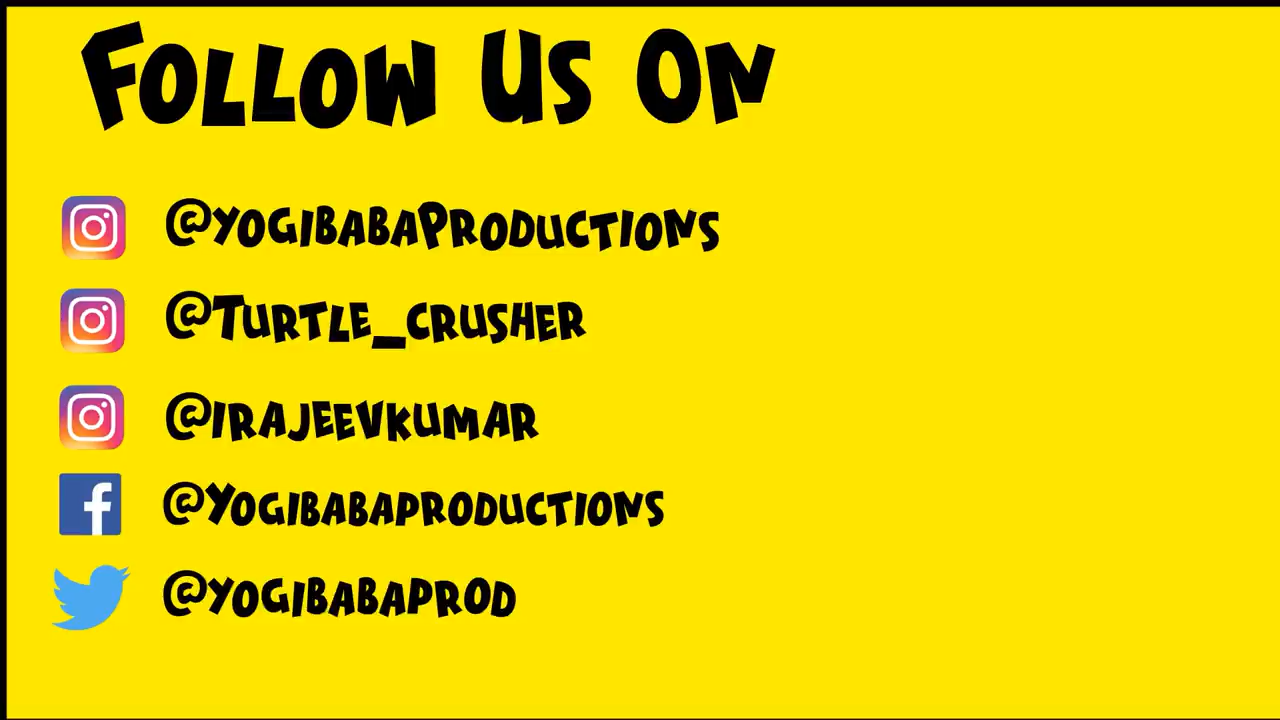 Follow Us On
@yogibabaProductions
@Turtle_crusher
@irajeevkumar
@Yogibabaproductions
@yogibabaprod